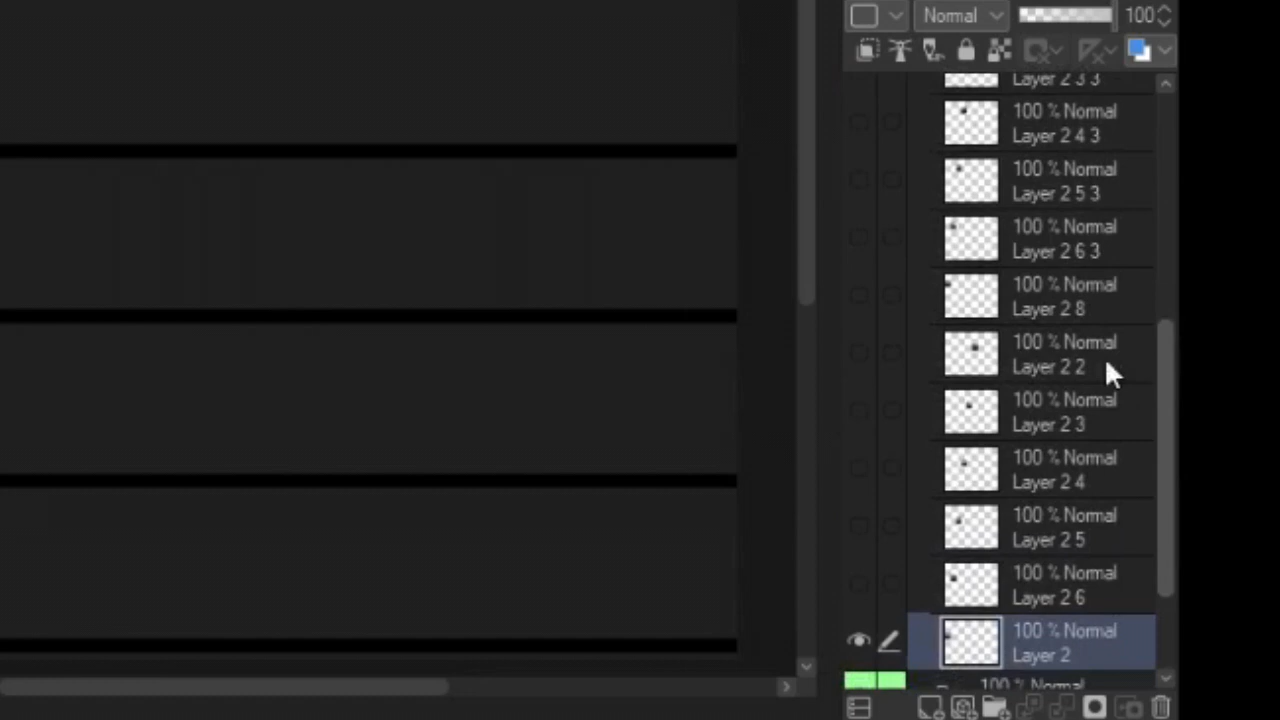 Normal 100
Layer 2 3 3
100 % Normal
Layer 2 4 3
100 % Normal
Layer 2 5 3
100 % Normal
Layer 2 6 3
100 % Normal
Layer 2 8
100 % Normal
Layer 2 2
100 % Normal
Layer 2 3
100 % Normal
Layer 2 4
100 % Normal
Layer 2 5
100 % Normal
Layer 2 6
100 % Normal
Layer 2
100 % Normal